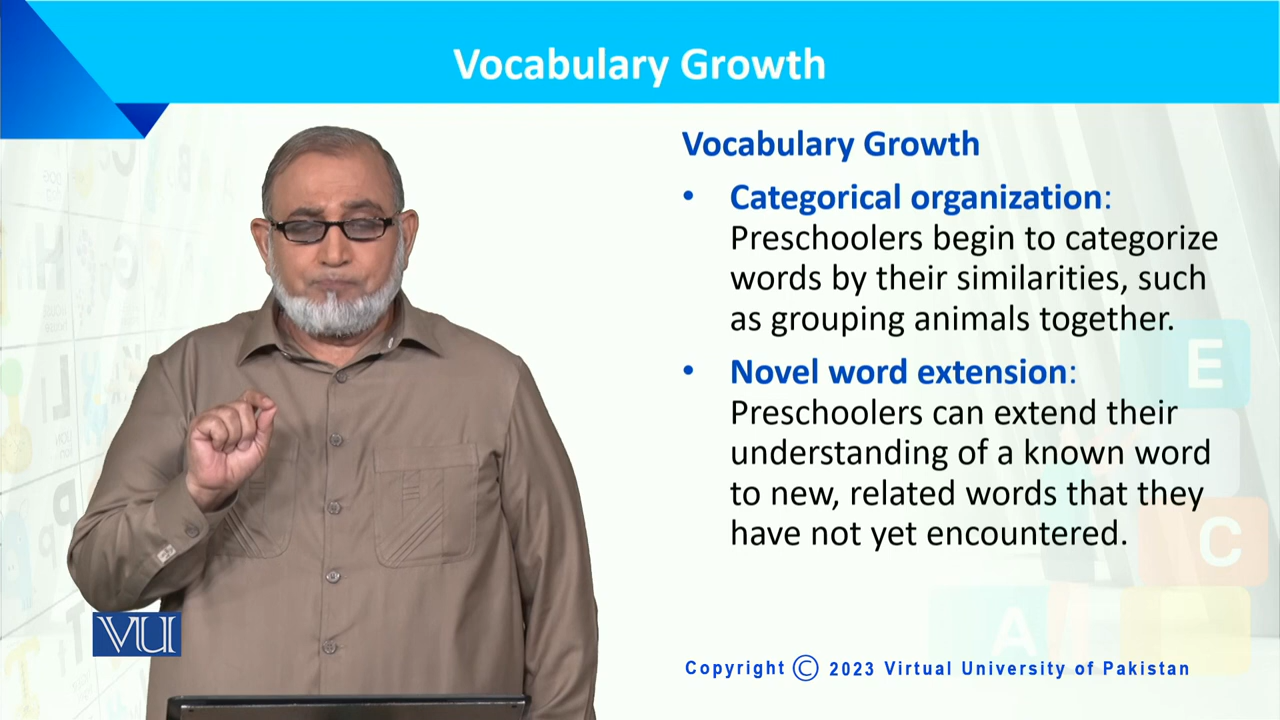 Vocabulary Growth
Vocabulary Growth
• Categorical organization:
Preschoolers begin to categorize
words by their similarities, such
as grouping animals together.
• Novel word extension:
Preschoolers can extend their
understanding of a known word
to new, related words that they
have not yet encountered.
E
C
A
VU
Copyright © 2023 Virtual University of Pakistan